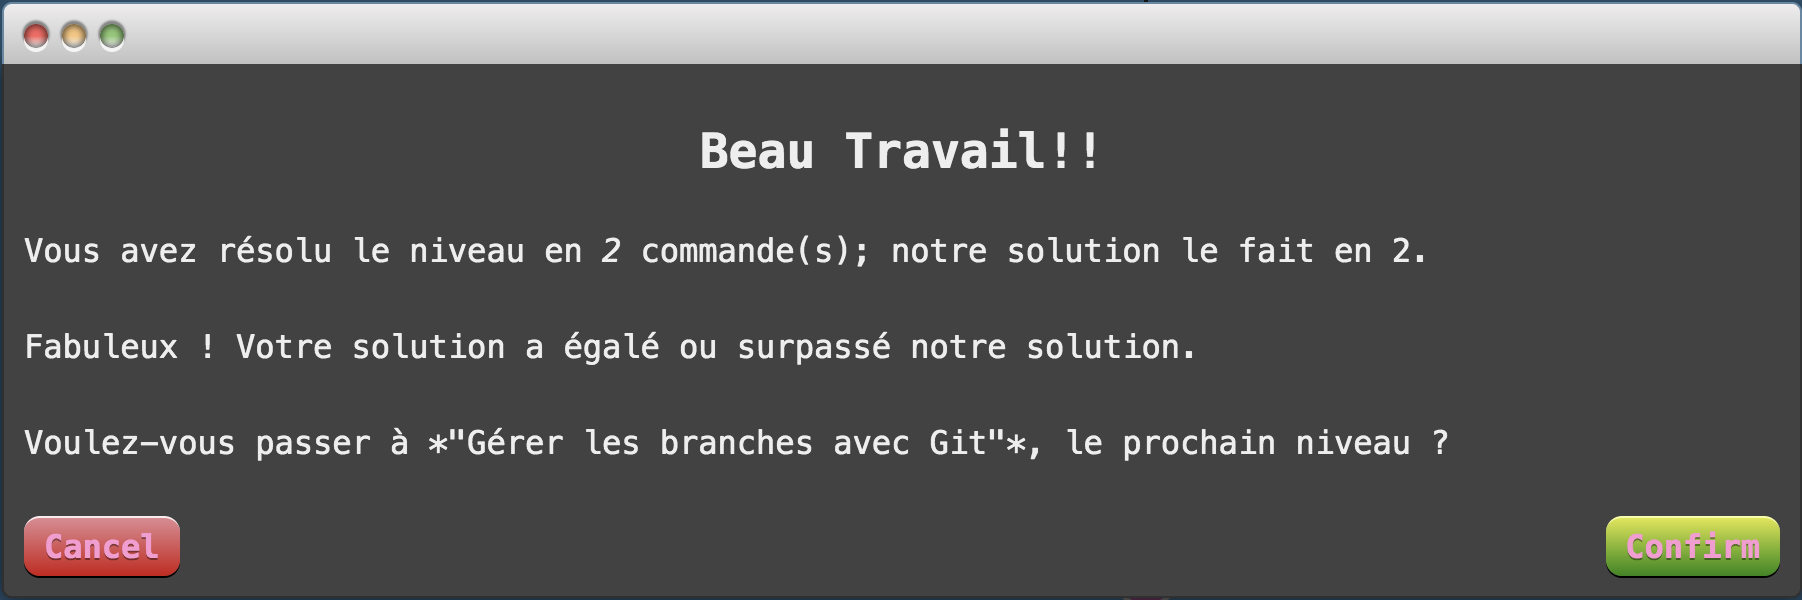 Beau Travail!!
Vous avez résolu le niveau en 2 commande(s); notre solution le fait en 2.
Fabuleux ! Votre solution a égalé ou surpassé notre solution.
Voulez-vous passer à *"Gérer les branches avec Git"*, le prochain niveau ?
Cancel
Confirm